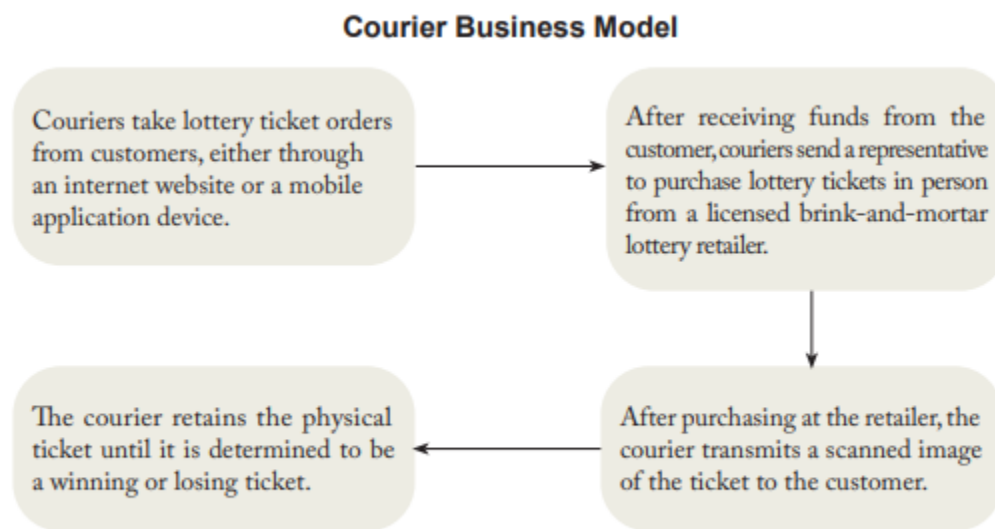 Courier Business Model
Couriers take lottery ticket orders
from customers, either through
an internet website or a mobile
application device.
After receiving funds from the
customer, couriers send a representative
to purchase lottery tickets in person
from a licensed brink-and-mortar
lottery retailer.
After purchasing at the retailer, the
courier transmits a scanned image
of the ticket to the customer.
The courier retains the physical
ticket until it is determined to be
a winning or losing ticket.